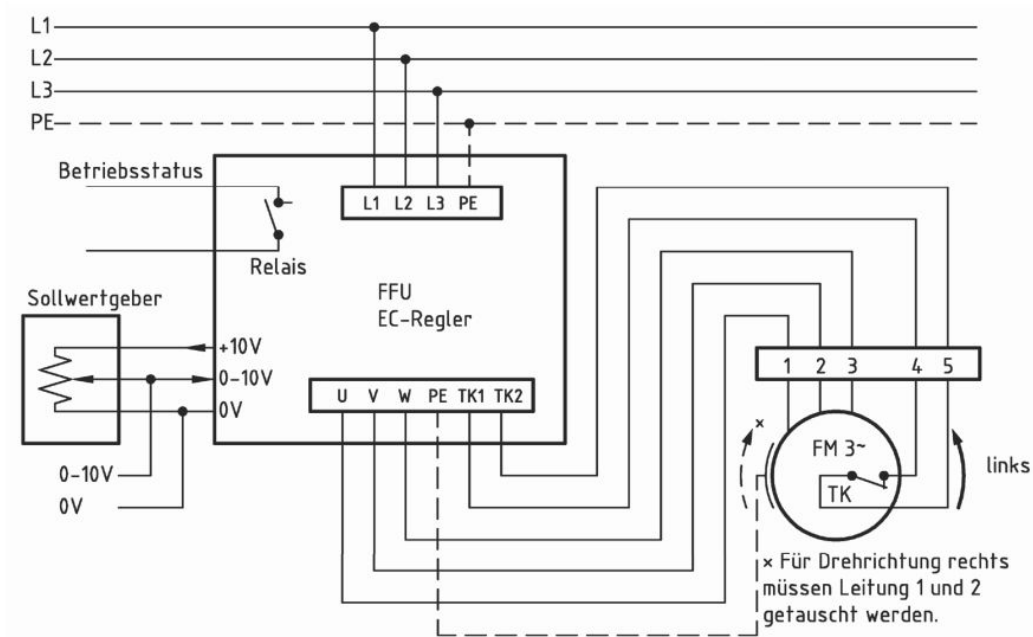 L1
L2
L3
PE
Betriebsstatus
L1 L2 L3 PE
Relais
Sollwertgeber
FFU
EC-Regler
+10V
0-10V
0V
U V W PE TK1 TK2
1 2 3 4 5
×
FM 3~
TK
links
0-10V
0V
× Für Drehrichtung rechts
müssen Leitung 1 und 2
getauscht werden.